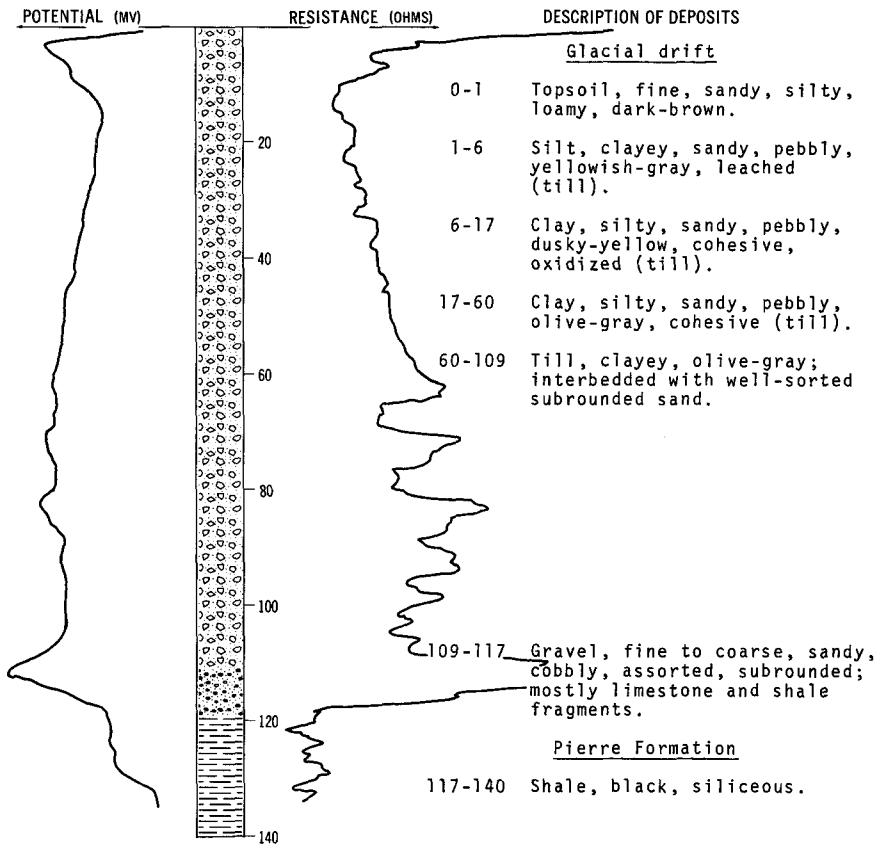 POTENTIAL (MV) RESISTANCE (OHMS) DESCRIPTION OF DEPOSITS
Glacial drift
0-1 Topsoil, fine, sandy, silty,
loamy, dark-brown.
20
1-6 Silt, clayey, sandy, pebbly,
yellowish-gray, leached
(till).
6-17 Clay, silty, sandy, pebbly,
dusky-yellow, cohesive,
oxidized (till).
40
17-60 Clay, silty, sandy, pebbly,
olive-gray, cohesive (till).
60-109 Till, clayey, olive-gray;
interbedded with well-sorted
subrounded sand.
60
80
100
109-117 Gravel, fine to coarse, sandy,
cobbly, assorted, subrounded;
mostly limestone and shale
fragments.
120
Pierre Formation
117-140 Shale, black, siliceous.
140